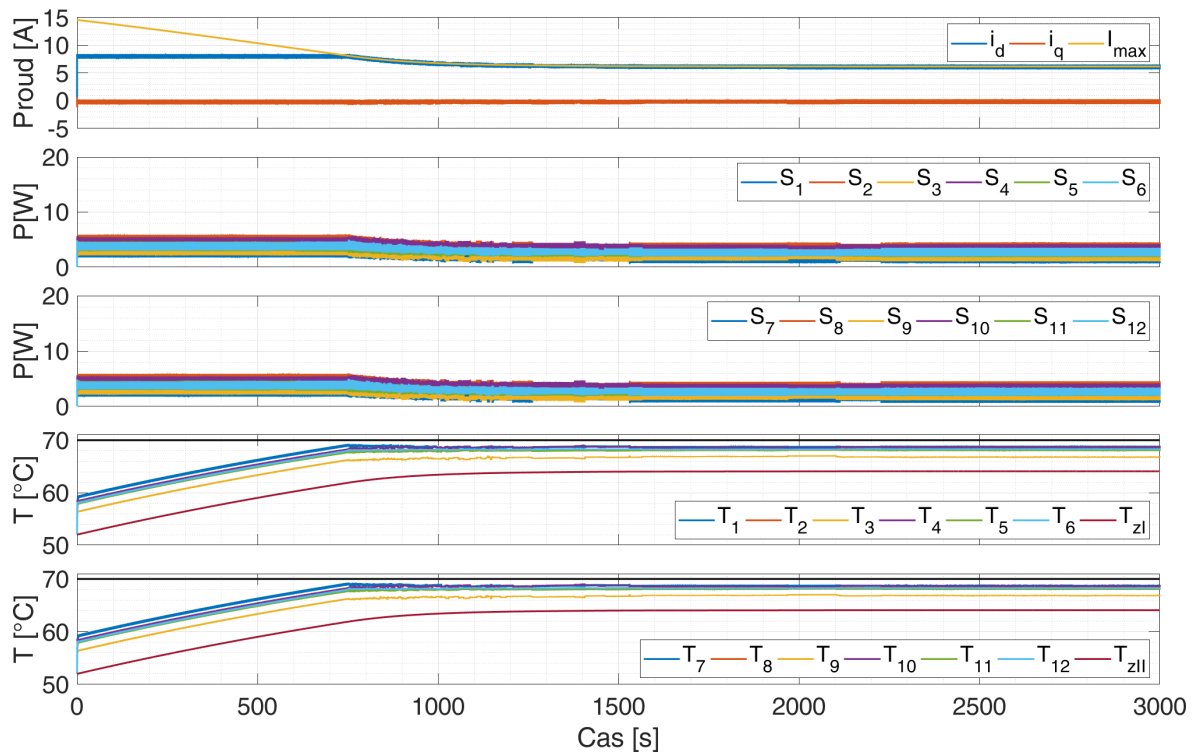 Proud [A]
15
10
5
0
-5
i_d i_q I_max
P[W]
20
10
0
S_1 S_2 S_3 S_4 S_5 S_6
P[W]
20
10
0
S_7 S_8 S_9 S_10 S_11 S_12
T [°C]
70
60
50
T_1 T_2 T_3 T_4 T_5 T_6 T_zI
T [°C]
70
60
50
T_7 T_8 T_9 T_10 T_11 T_12 T_zII
0 500 1000 1500 2000 2500 3000
Cas [s]